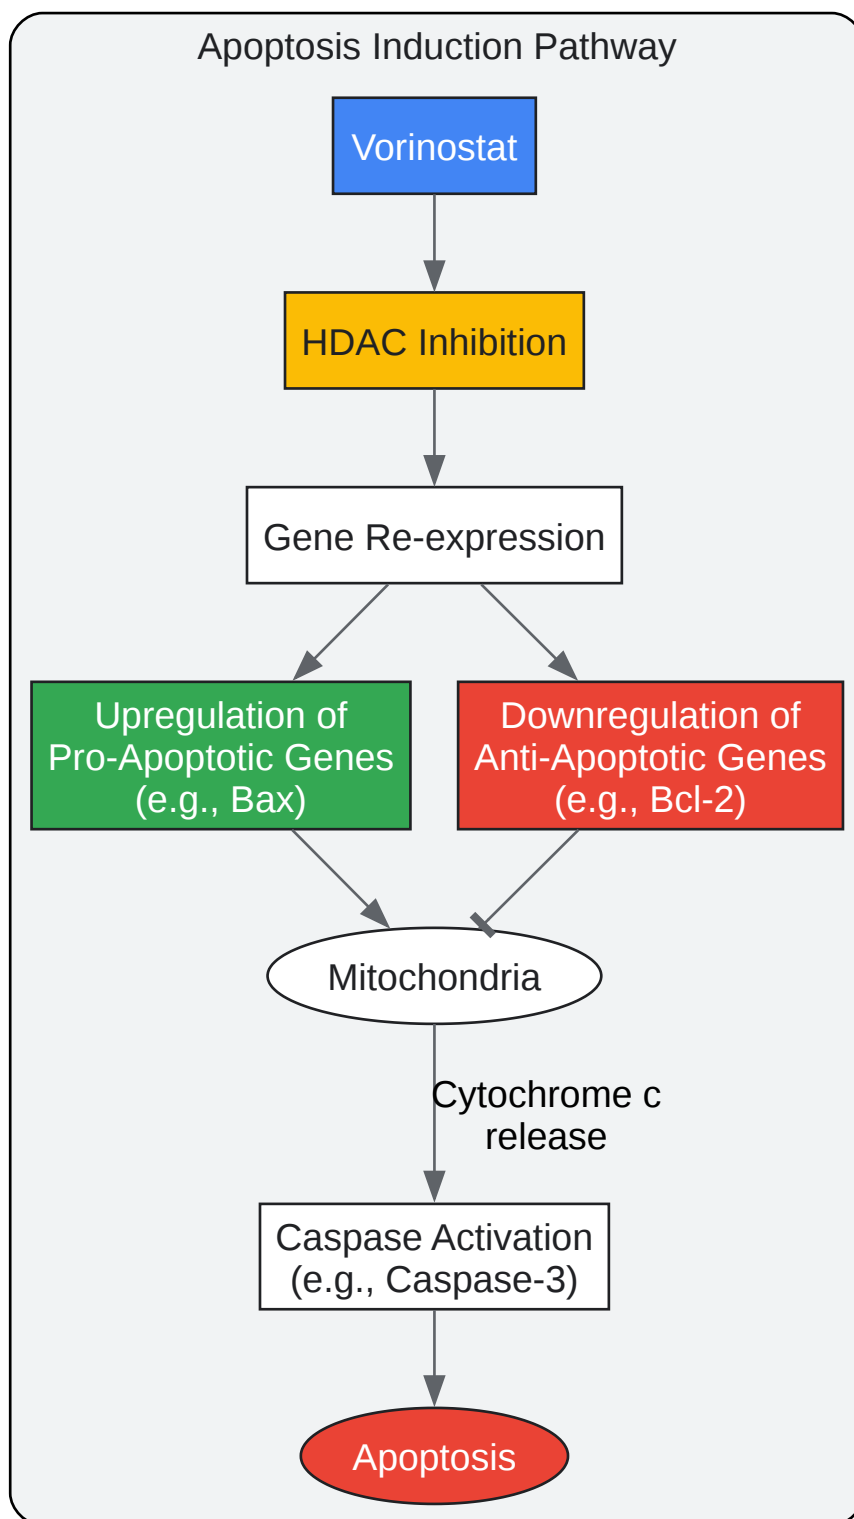 Apoptosis Induction Pathway
Vorinostat
HDAC Inhibition
Gene Re-expression
Upregulation of
Pro-Apoptotic Genes
(e.g., Bax)
Downregulation of
Anti-Apoptotic Genes
(e.g., Bcl-2)
Mitochondria
Cytochrome c
release
Caspase Activation
(e.g., Caspase-3)
Apoptosis